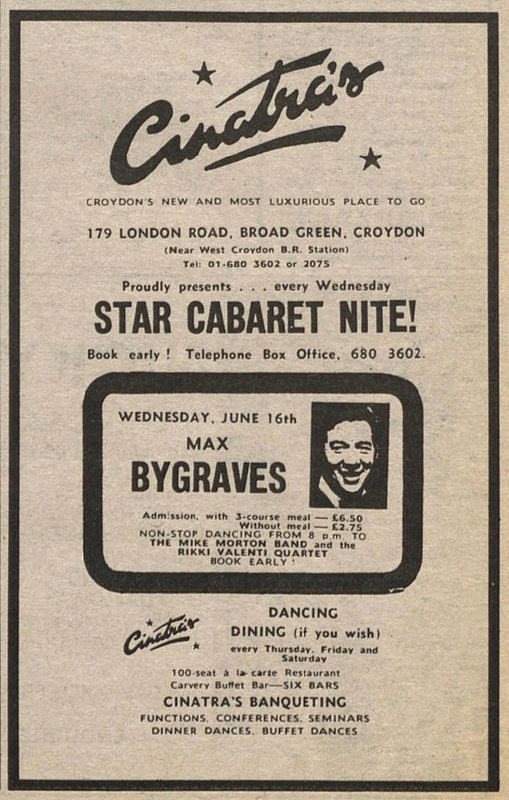 Cinatra's
CROYDON'S NEW AND MOST LUXURIOUS PLACE TO GO
179 LONDON ROAD, BROAD GREEN, CROYDON
(Near West Croydon B.R. Station)
Tel: 01-680 3602 or 2075
Proudly presents . . . every Wednesday
STAR CABARET NITE!
Book early! Telephone Box Office, 680 3602.
WEDNESDAY, JUNE 16th
MAX
BYGRAVES
Admission, with 3-course meal — £6.50
Without meal — £2.75
NON-STOP DANCING FROM 8 p.m. TO
THE MIKE MORTON BAND and the
RIKKI VALENTI QUARTET
BOOK EARLY!
Cinatra's
DANCING
DINING (if you wish)
every Thursday, Friday and
Saturday
100-seat à la carte Restaurant
Carvery Buffet Bar—SIX BARS
CINATRA'S BANQUETING
FUNCTIONS, CONFERENCES, SEMINARS
DINNER DANCES, BUFFET DANCES